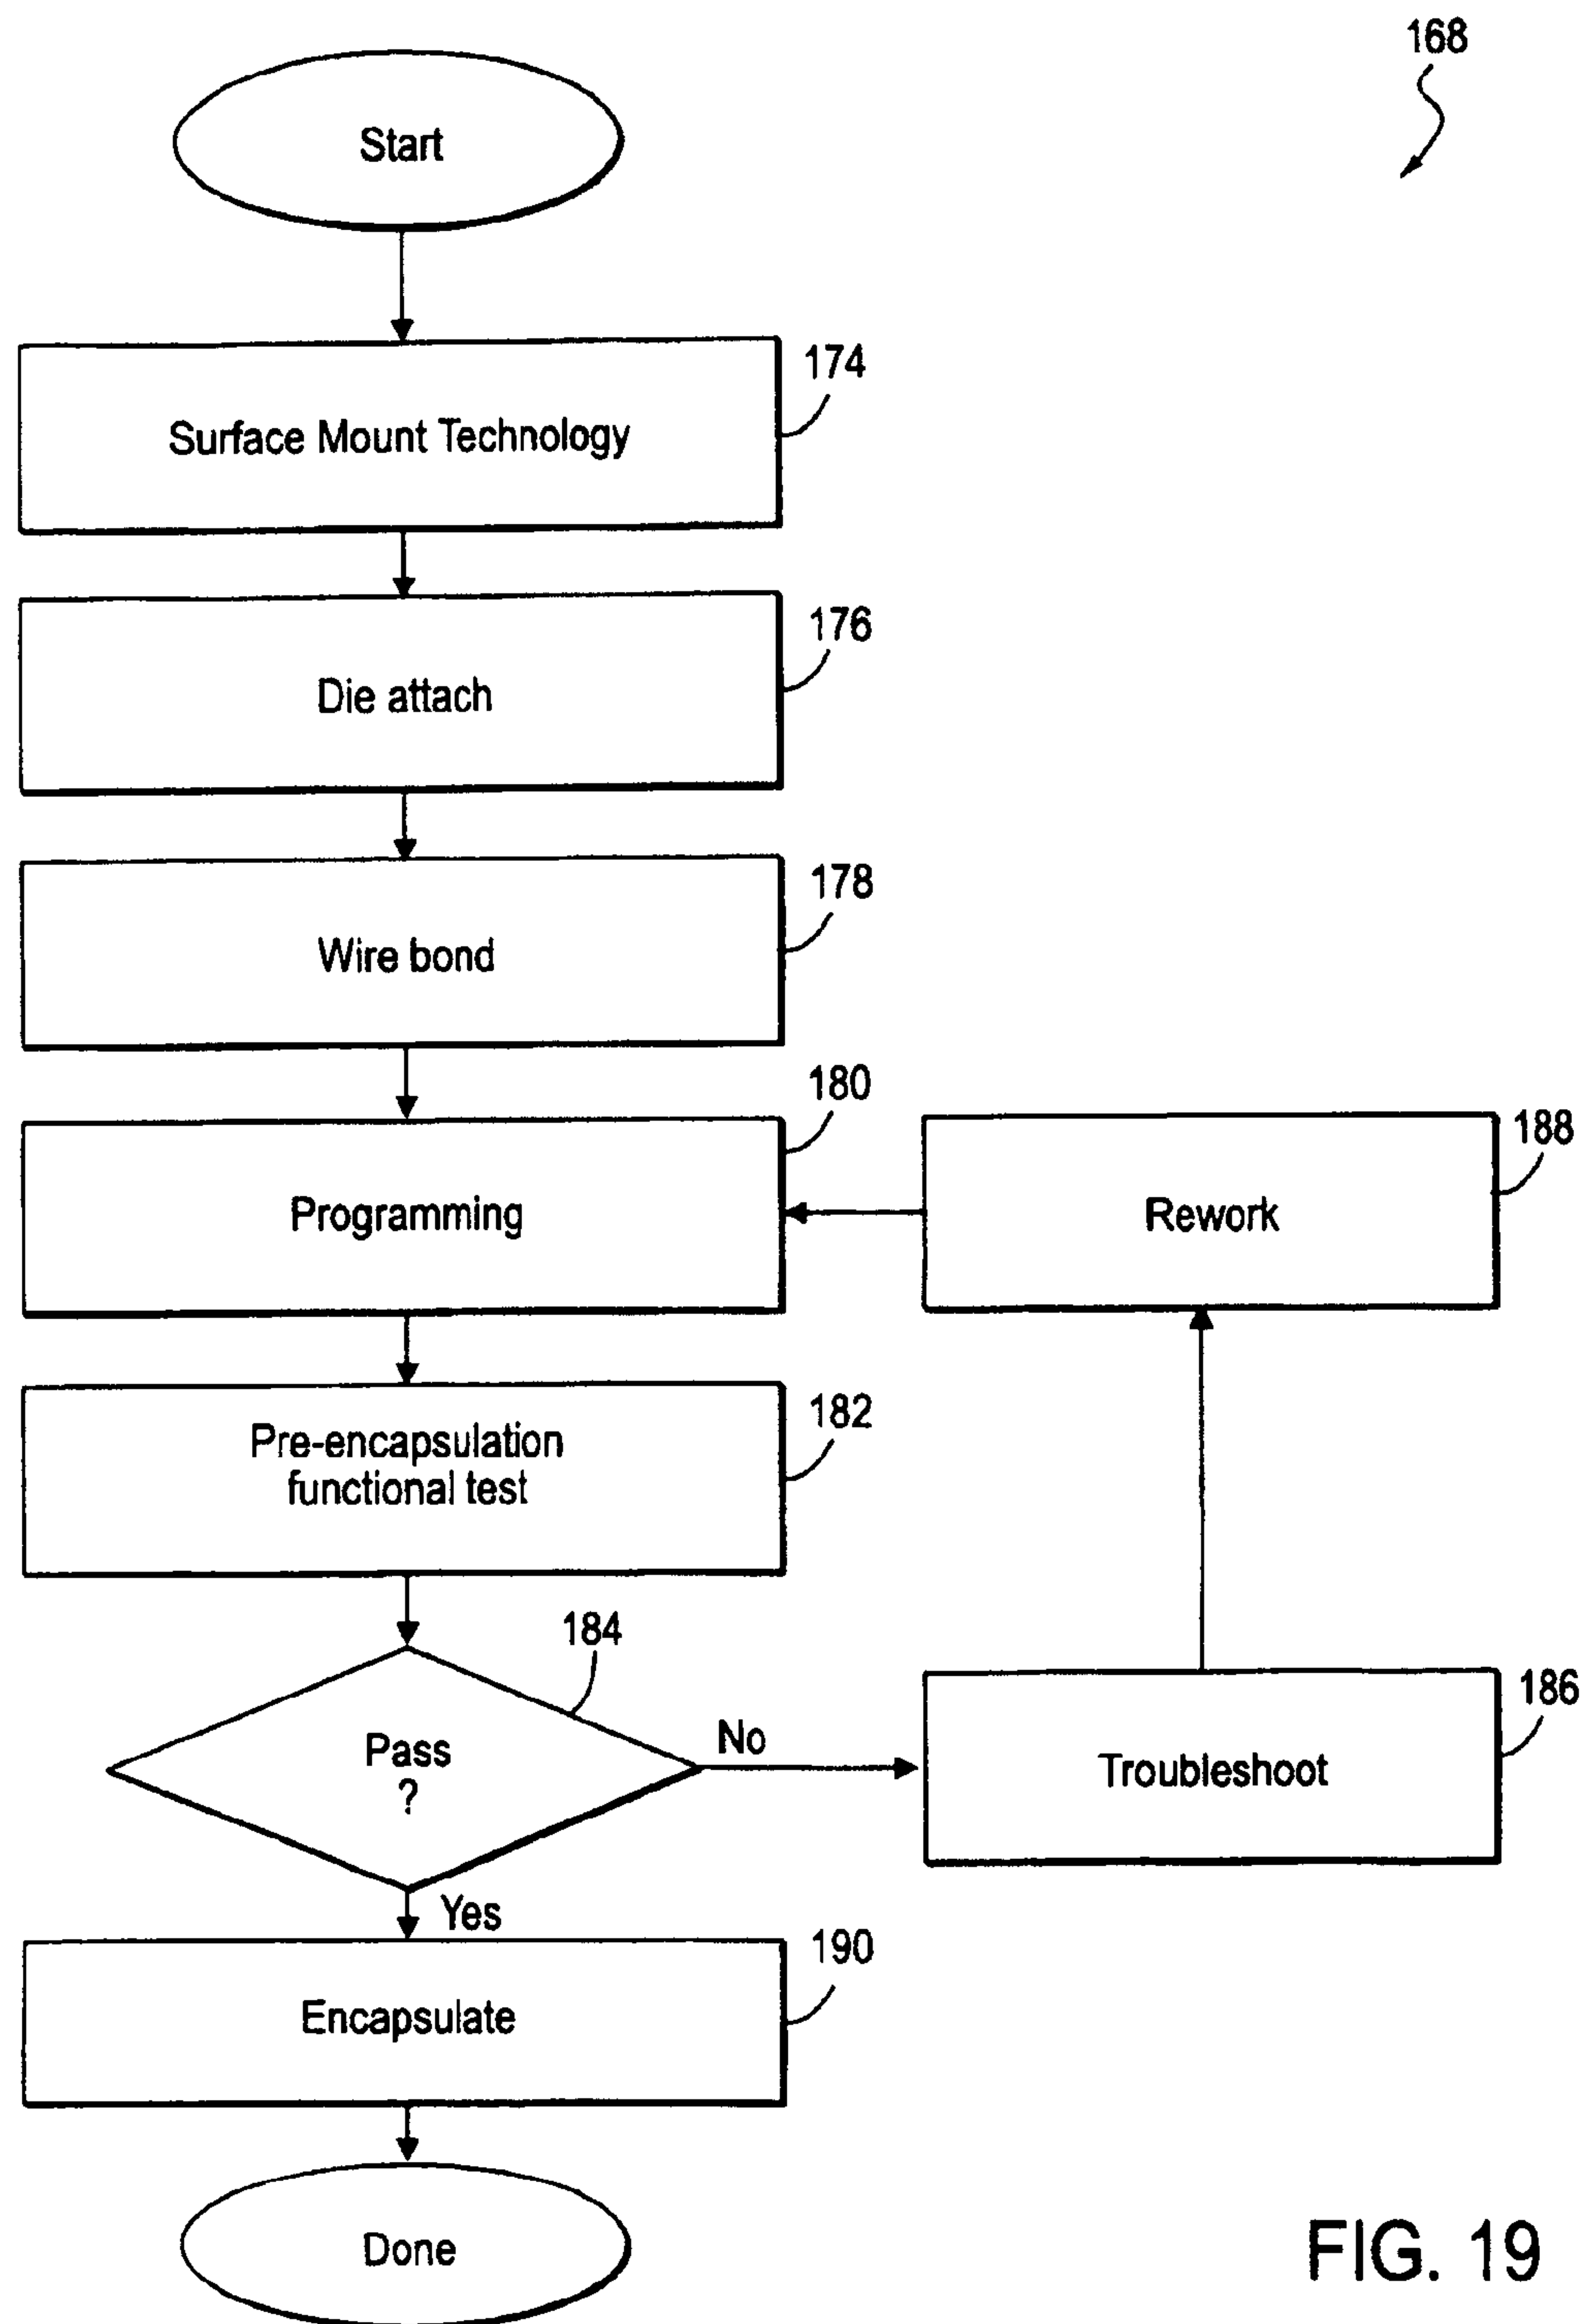 168
Start
174
Surface Mount Technology
176
Die attach
178
Wire bond
180
Programming
188
Rework
182
Pre-encapsulation
functional test
184
Pass
?
No
186
Troubleshoot
Yes
190
Encapsulate
Done
FIG. 19